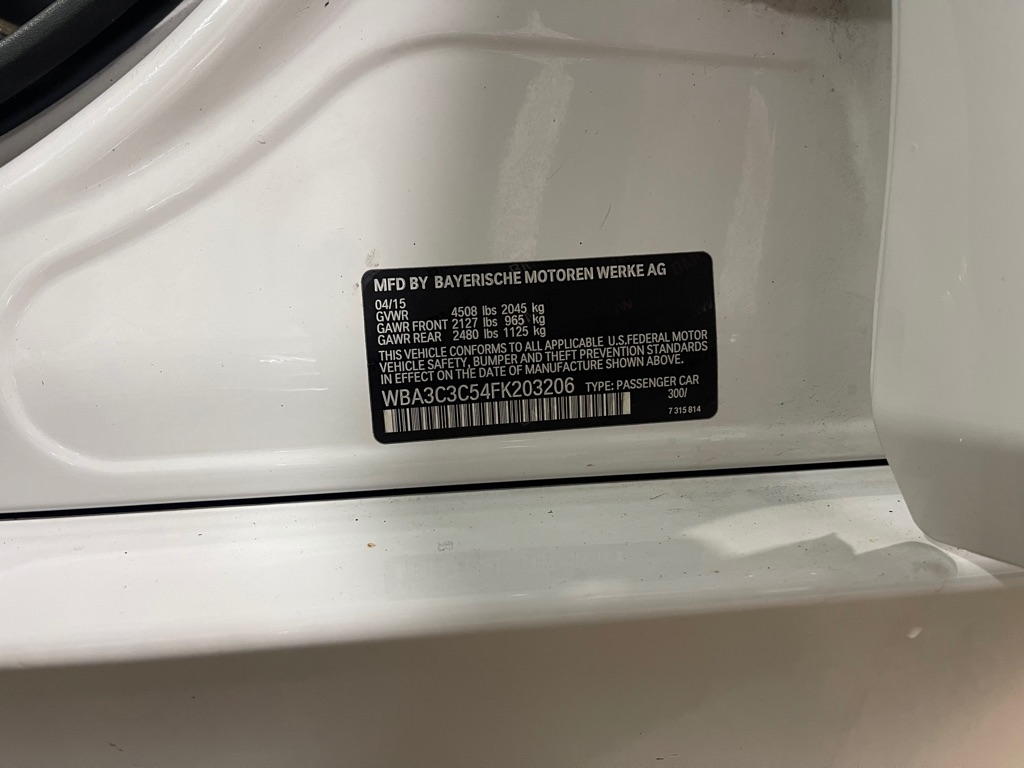 MFD BY BAYERISCHE MOTOREN WERKE AG
04/15
GVWR 4508 lbs 2045 kg
GAWR FRONT 2127 lbs 965 kg
GAWR REAR 2480 lbs 1125 kg
THIS VEHICLE CONFORMS TO ALL APPLICABLE U.S.FEDERAL MOTOR
VEHICLE SAFETY, BUMPER AND THEFT PREVENTION STANDARDS
IN EFFECT ON THE DATE OF MANUFACTURE SHOWN ABOVE.
WBA3C3C54FK203206 TYPE: PASSENGER CAR
300/
7 315 814